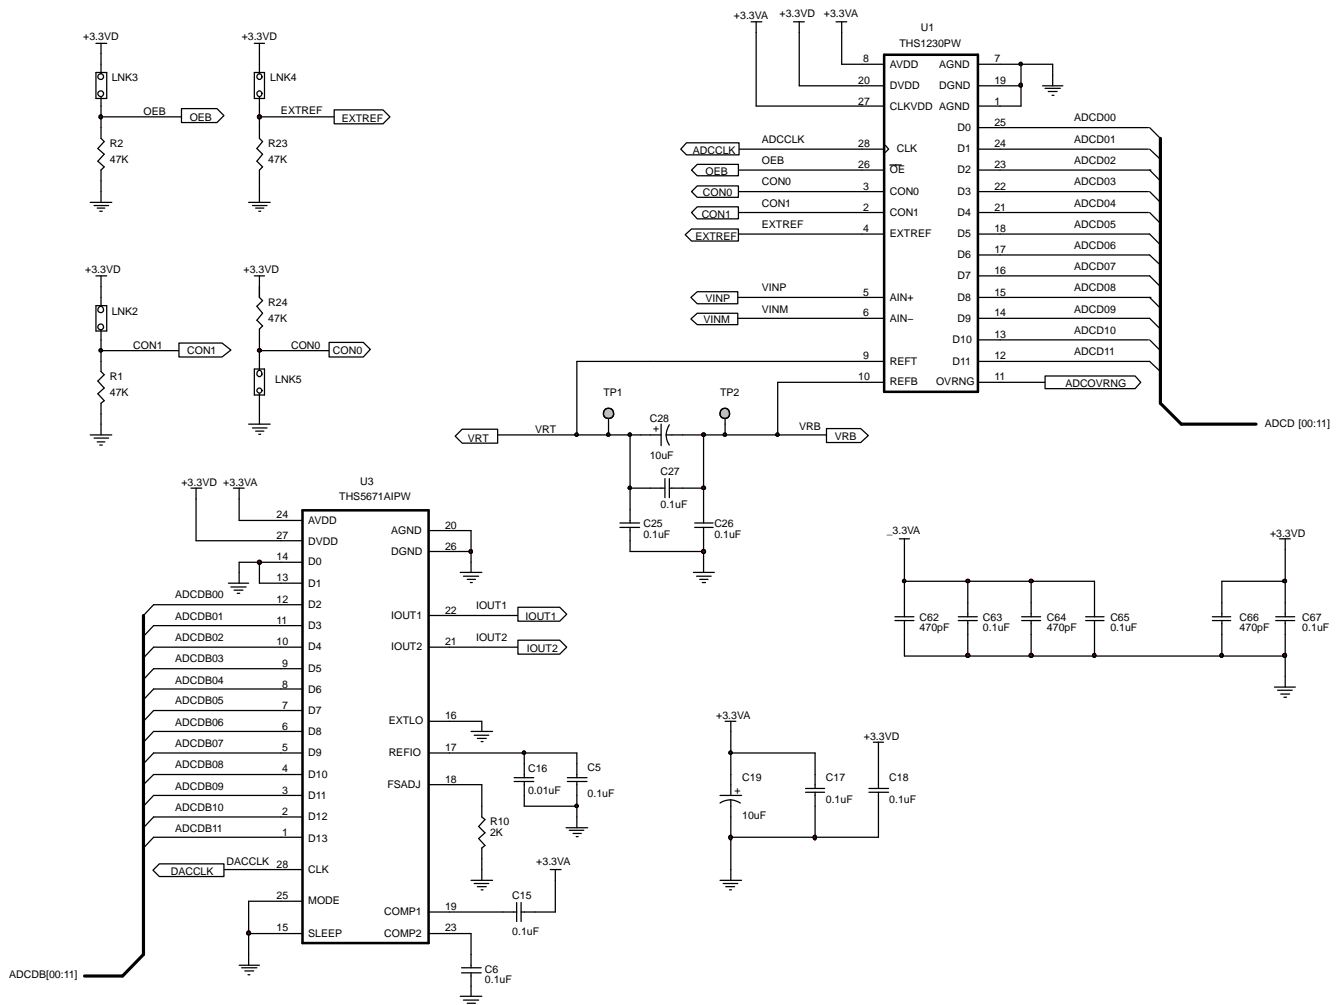 +3.3VD
LNK3
OEB
OEB
R2
47K
+3.3VD
LNK4
EXTREF
EXTREF
R23
47K
+3.3VD
LNK2
CON1
CON1
R1
47K
+3.3VD
R24
47K
CON0
CON0
LNK5
+3.3VA
+3.3VD
+3.3VA
U1
THS1230PW
8
AVDD
AGND
7
20
DVDD
DGND
19
27
CLKVDD
AGND
1
D0
25
ADCD00
ADCCLK
ADCCLK
28
CLK
D1
24
ADCD01
OEB
OEB
26
OE
D2
23
ADCD02
CON0
CON0
3
CON0
D3
22
ADCD03
CON1
CON1
2
CON1
D4
21
ADCD04
EXTREF
EXTREF
4
EXTREF
D5
18
ADCD05
D6
17
ADCD06
D7
16
ADCD07
VINP
VINP
5
AIN+
D8
15
ADCD08
VINM
VINM
6
AIN–
D9
14
ADCD09
D10
13
ADCD10
9
REFT
D11
12
ADCD11
10
REFB
OVRNG
11
ADCOVRNG
ADCD [00:11]
TP1
TP2
VRT
VRT
C28
+
10uF
VRB
VRB
C27
0.1uF
C25
0.1uF
C26
0.1uF
U3
THS5671AIPW
+3.3VD
+3.3VA
24
AVDD
AGND
20
27
DVDD
DGND
26
14
D0
13
D1
ADCDB00
12
D2
IOUT1
22
IOUT1
IOUT1
ADCDB01
11
D3
ADCDB02
10
D4
IOUT2
21
IOUT2
IOUT2
ADCDB03
9
D5
ADCDB04
8
D6
ADCDB05
7
D7
EXTLO
16
ADCDB06
6
D8
ADCDB07
5
D9
REFIO
17
ADCDB08
4
D10
FSADJ
18
ADCDB09
3
D11
ADCDB10
2
D12
ADCDB11
1
D13
DACCLK
DACCLK
28
CLK
25
MODE
COMP1
19
15
SLEEP
COMP2
23
ADCDB[00:11]
C16
0.01uF
C5
0.1uF
R10
2K
+3.3VA
C15
0.1uF
C6
0.1uF
_3.3VA
+3.3VD
C62
470pF
C63
0.1uF
C64
470pF
C65
0.1uF
C66
470pF
C67
0.1uF
+3.3VA
+3.3VD
C19
+
10uF
C17
0.1uF
C18
0.1uF